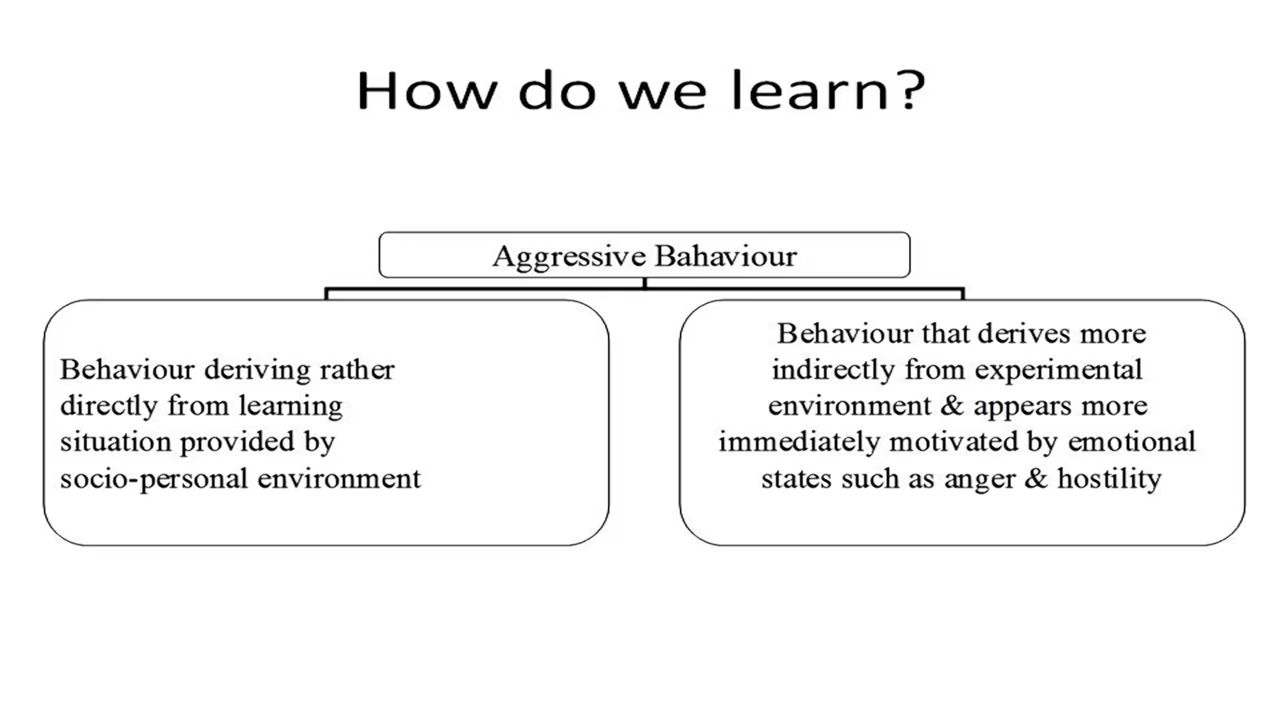 How do we learn?
Aggressive Bahaviour
Behaviour deriving rather
directly from learning
situation provided by
socio-personal environment
Behaviour that derives more
indirectly from experimental
environment & appears more
immediately motivated by emotional
states such as anger & hostility